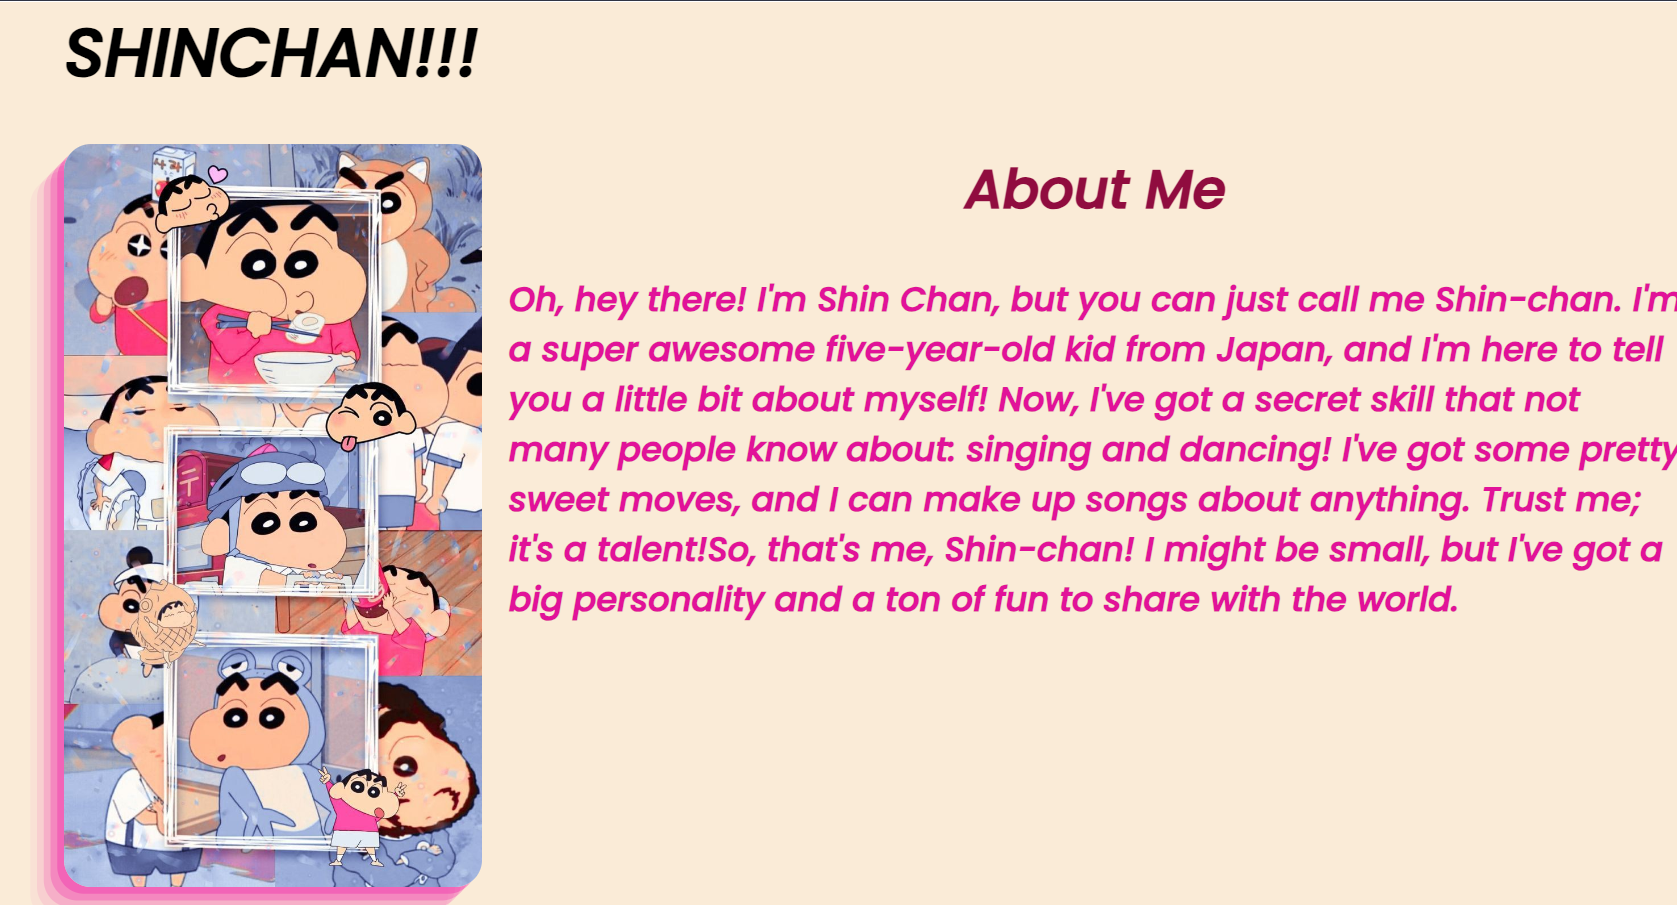 SHINCHAN!!!
About Me
Oh, hey there! I'm Shin Chan, but you can just call me Shin-chan. I'm
a super awesome five-year-old kid from Japan, and I'm here to tell
you a little bit about myself! Now, I've got a secret skill that not
many people know about: singing and dancing! I've got some pretty
sweet moves, and I can make up songs about anything. Trust me;
it's a talent!So, that's me, Shin-chan! I might be small, but I've got a
big personality and a ton of fun to share with the world.